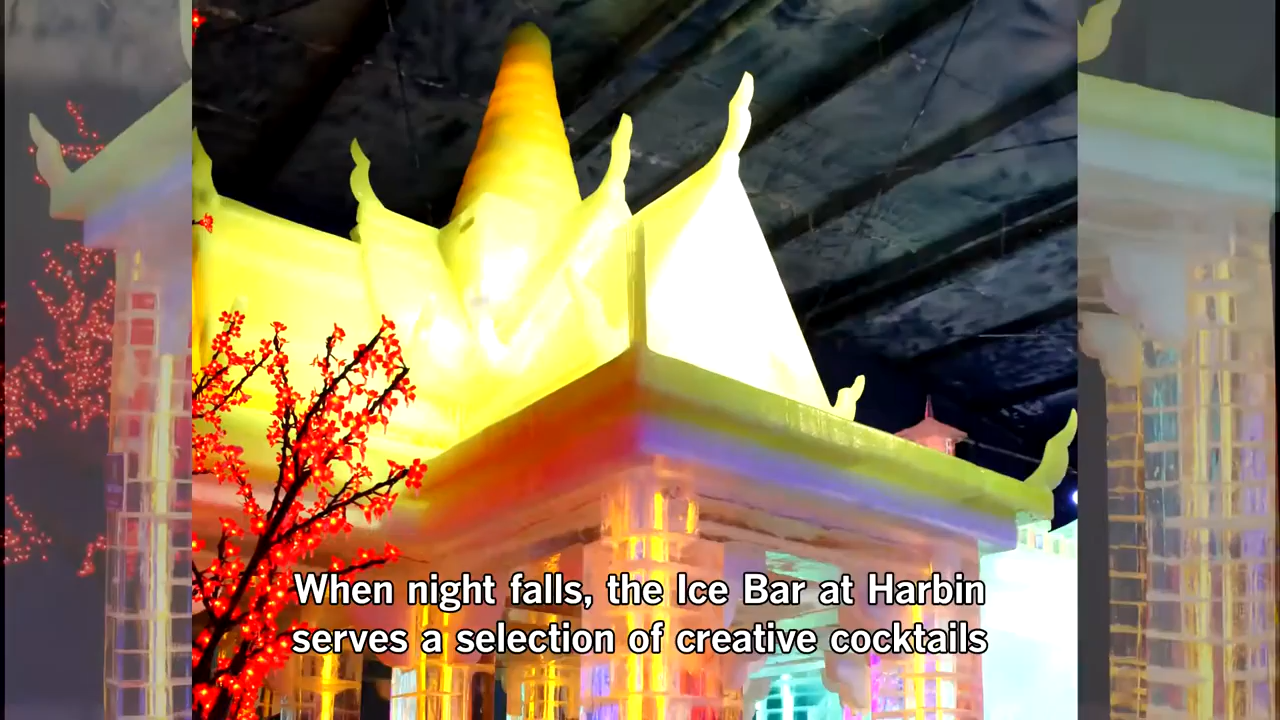 When night falls, the Ice Bar at Harbin
serves a selection of creative cocktails